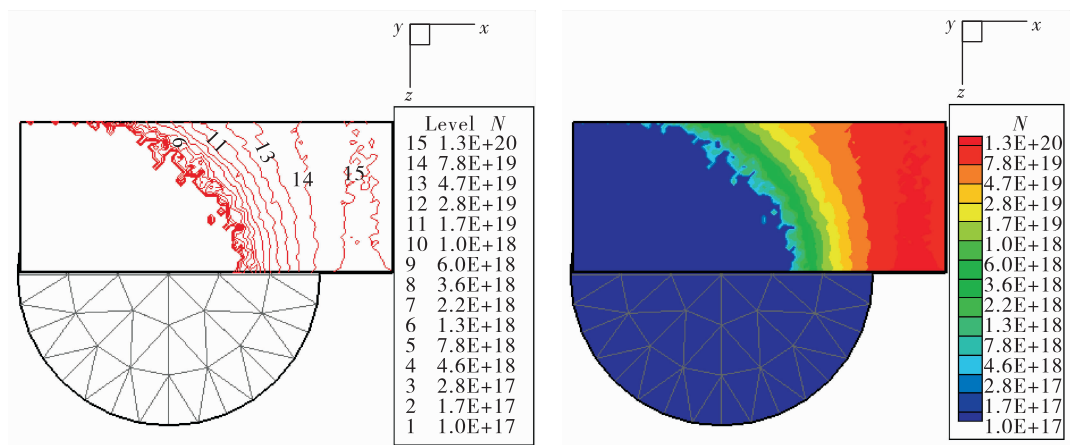 y x
z
Level N
15 1.3E+20
14 7.8E+19
13 4.7E+19
12 2.8E+19
11 1.7E+19
10 1.0E+18
9 6.0E+18
8 3.6E+18
7 2.2E+18
6 1.3E+18
5 7.8E+18
4 4.6E+18
3 2.8E+17
2 1.7E+17
1 1.0E+17
11
13
14
15
y x
z
N
1.3E+20
7.8E+19
4.7E+19
2.8E+19
1.7E+19
1.0E+18
6.0E+18
3.6E+18
2.2E+18
1.3E+18
7.8E+18
4.6E+18
2.8E+17
1.7E+17
1.0E+17